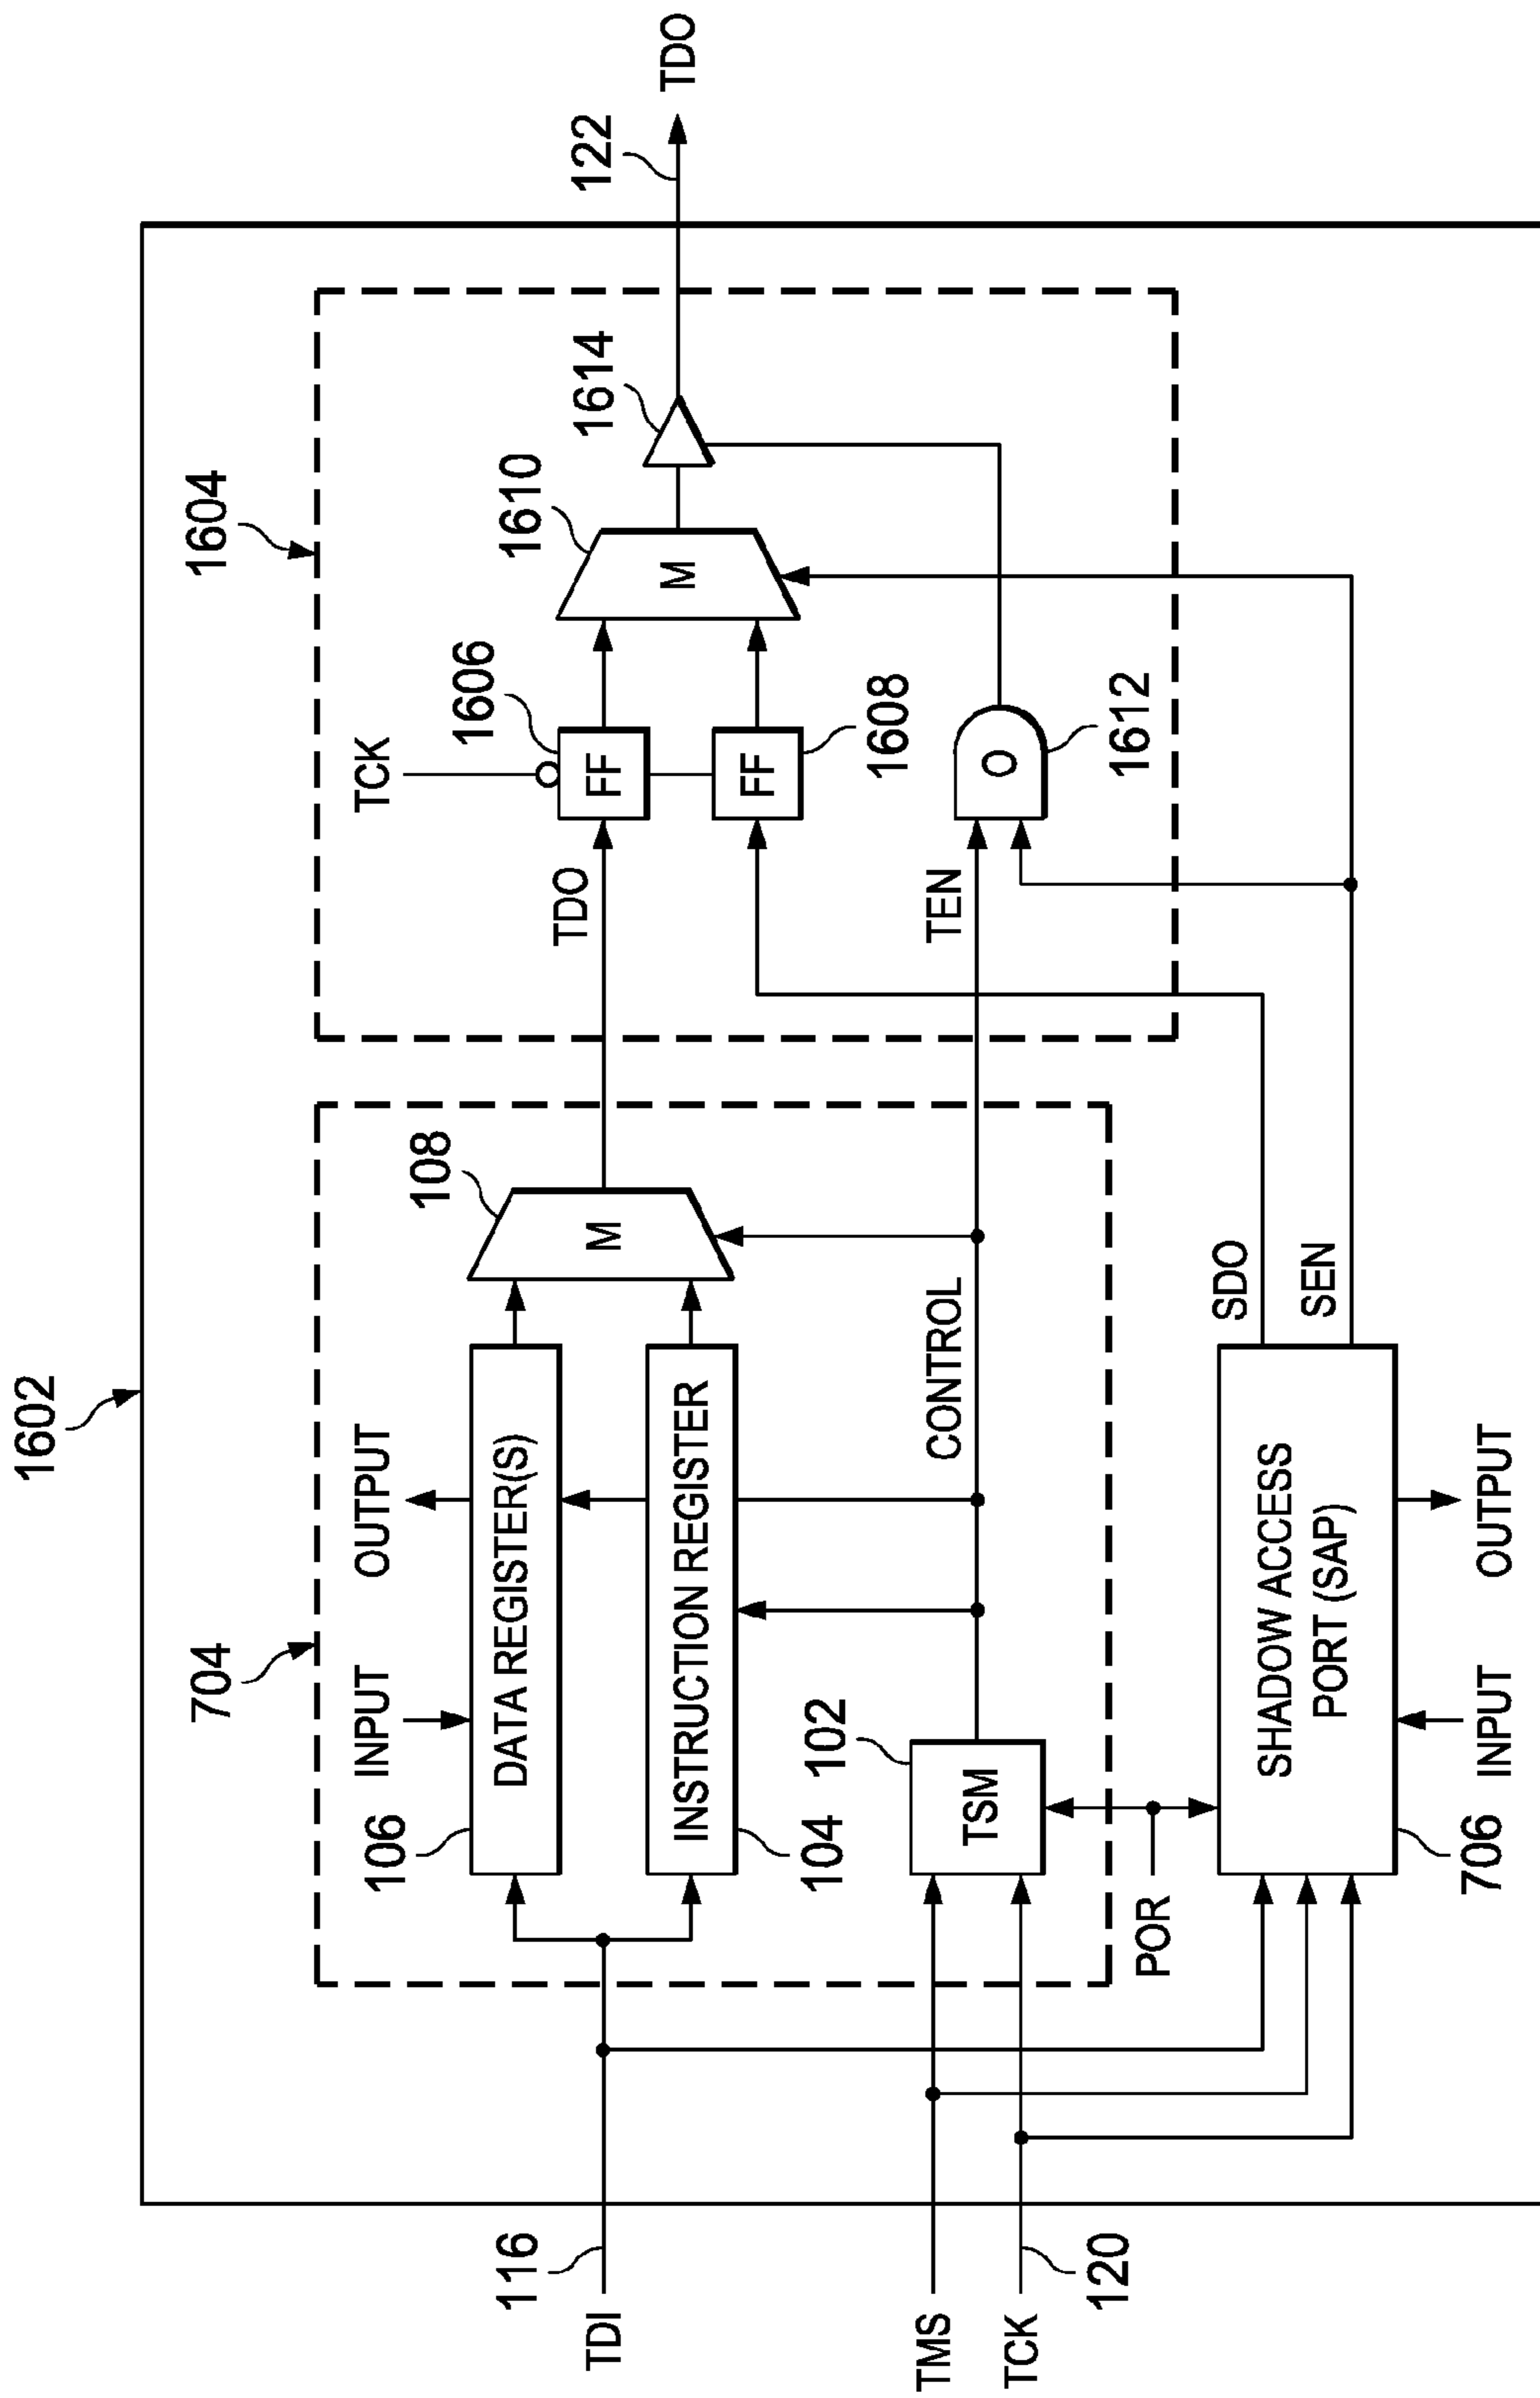 1602
704
1604
INPUT
OUTPUT
TCK
106
DATA REGISTER(S)
108
1606
FF
1610
M
1614
122
TDO
116
TDI
INSTRUCTION REGISTER
104
M
TDO
FF
1608
102
TSM
CONTROL
TEN
O
1612
TMS
TCK
120
POR
SHADOW ACCESS
PORT (SAP)
SDO
SEN
706
INPUT
OUTPUT